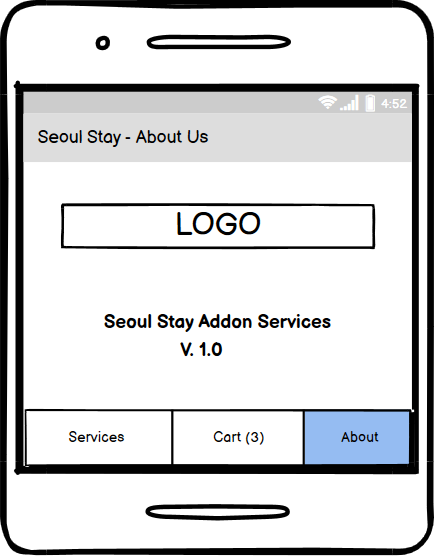 4:52
Seoul Stay - About Us
LOGO
Seoul Stay Addon Services
V. 1.0
Services
Cart (3)
About